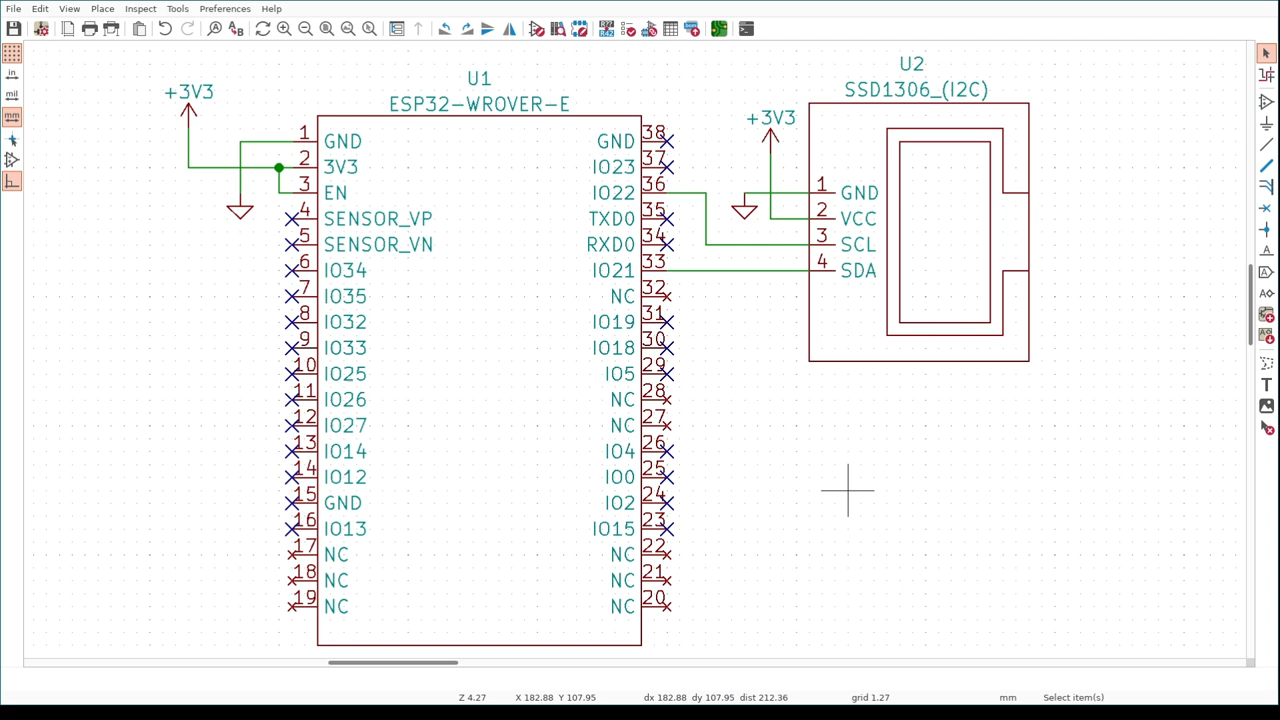 File Edit View Place Inspect Tools Preferences Help
in
mil
mm
+3V3
U1
ESP32-WROVER-E
1 GND
2 3V3
3 EN
4 SENSOR_VP
5 SENSOR_VN
6 IO34
7 IO35
8 IO32
9 IO33
10 IO25
11 IO26
12 IO27
13 IO14
14 IO12
15 GND
16 IO13
17 NC
18 NC
19 NC
GND 38
IO23 37
IO22 36
TXD0 35
RXD0 34
IO21 33
NC 32
IO19 31
IO18 30
IO5 29
NC 28
NC 27
IO4 26
IO0 25
IO2 24
IO15 23
NC 22
NC 21
NC 20
+3V3
U2
SSD1306_(I2C)
1 GND
2 VCC
3 SCL
4 SDA
Z 4.27 X 182.88 Y 107.95 dx 182.88 dy 107.95 dist 212.36 grid 1.27 mm Select item(s)